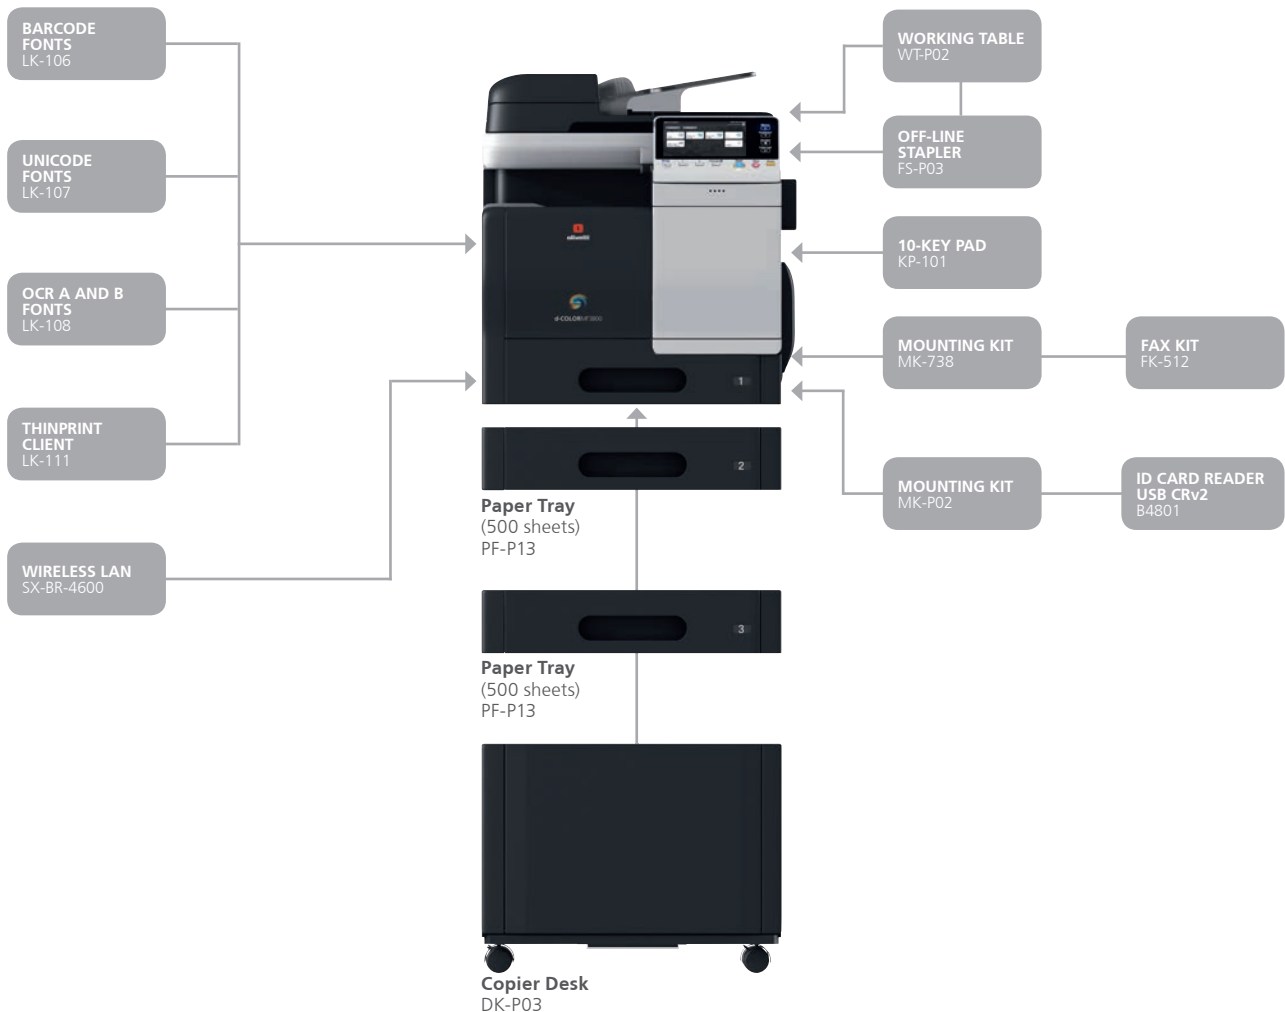 BARCODE
FONTS
LK-106
UNICODE
FONTS
LK-107
OCR A AND B
FONTS
LK-108
THINPRINT
CLIENT
LK-111
WIRELESS LAN
SX-BR-4600
olivetti
d-COLOR
1
2
Paper Tray
(500 sheets)
PF-P13
3
Paper Tray
(500 sheets)
PF-P13
Copier Desk
DK-P03
WORKING TABLE
WT-P02
OFF-LINE
STAPLER
FS-P03
10-KEY PAD
KP-101
MOUNTING KIT
MK-738
FAX KIT
FK-512
MOUNTING KIT
MK-P02
ID CARD READER
USB CRv2
B4801